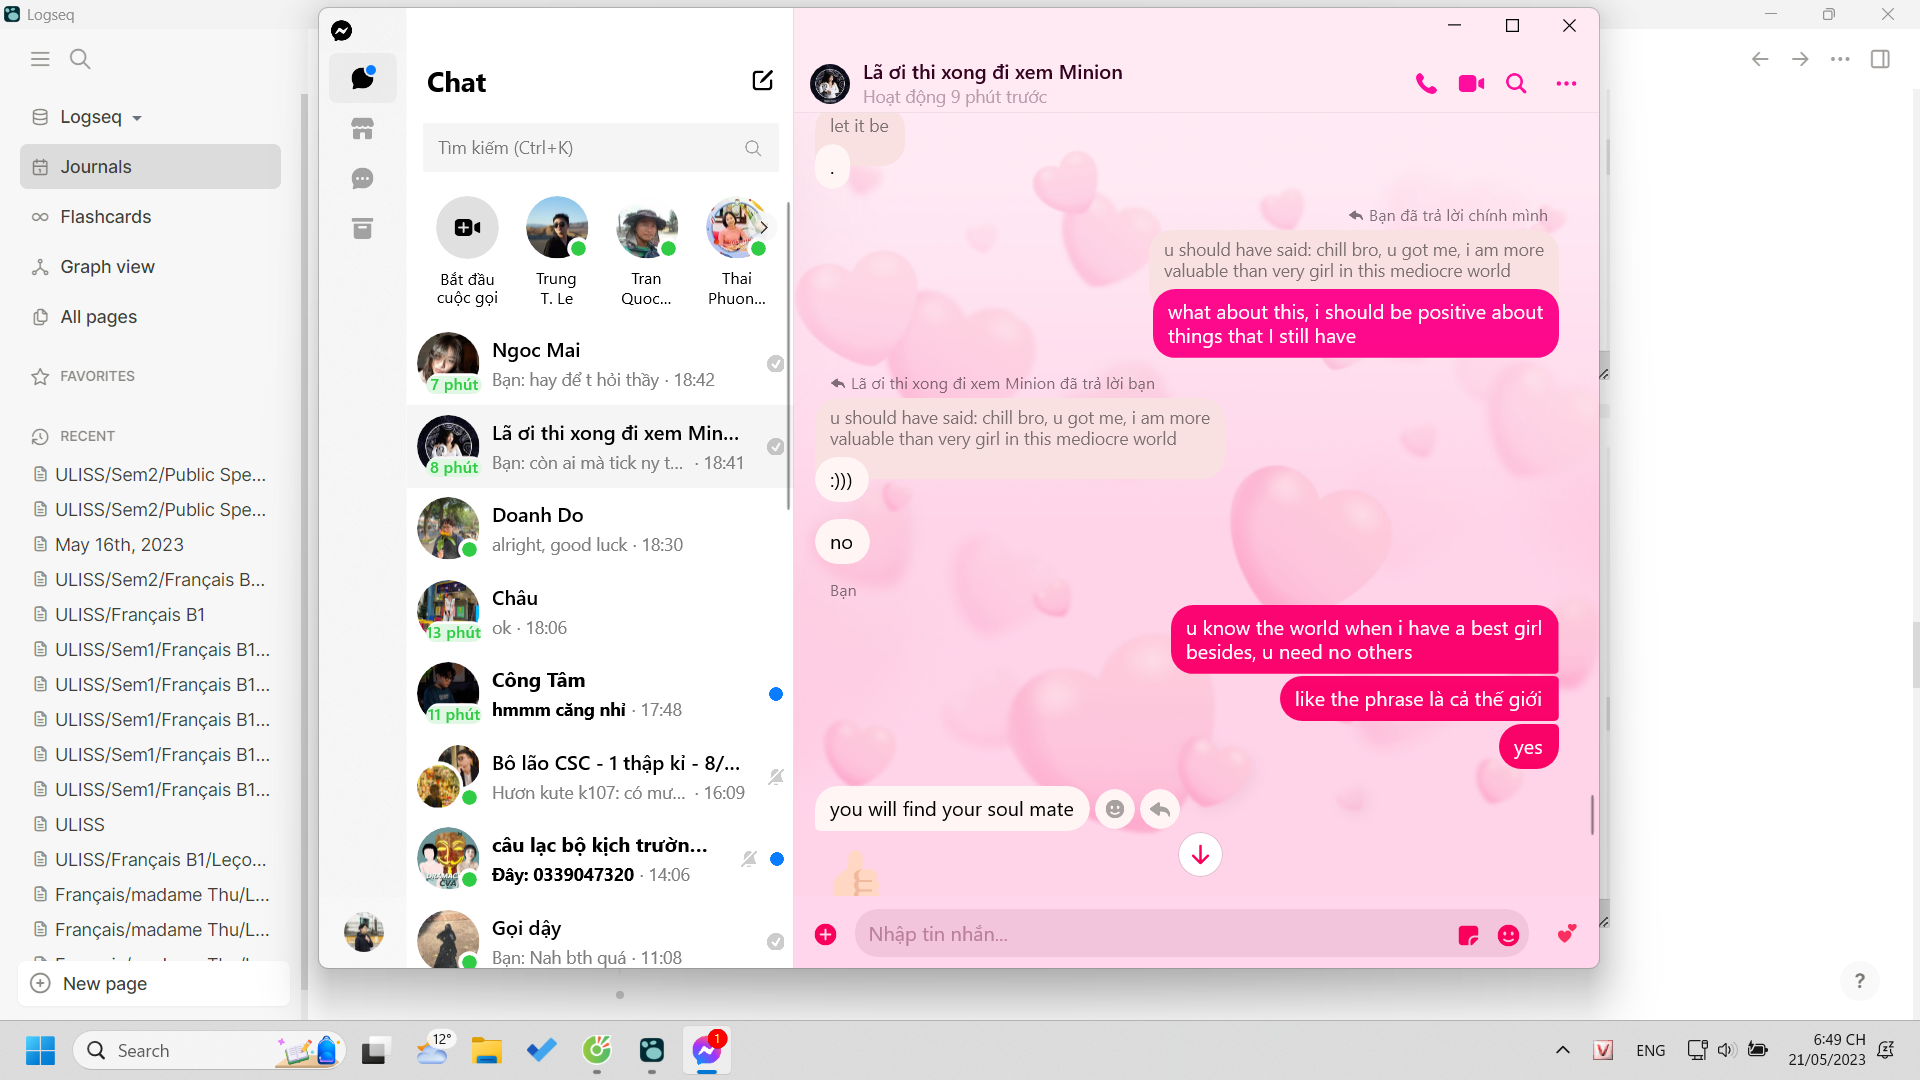 Logseq
Logseq
Journals
Flashcards
Graph view
All pages
FAVORITES
RECENT
ULISS/Sem2/Public Spe...
ULISS/Sem2/Public Spe...
May 16th, 2023
ULISS/Sem2/Français B...
ULISS/Français B1
ULISS/Sem1/Français B1...
ULISS/Sem1/Français B1...
ULISS/Sem1/Français B1...
ULISS/Sem1/Français B1...
ULISS/Sem1/Français B1...
ULISS
ULISS/Français B1/Leço...
Français/madame Thu/L...
Français/madame Thu/L...
New page
Chat
Tìm kiếm (Ctrl+K)
Bắt đầu
cuộc gọi
Trung
T. Le
Tran
Quoc...
Thai
Phuon...
Ngoc Mai
7 phút
Bạn: hay để t hỏi thầy · 18:42
Lã ơi thi xong đi xem Min...
8 phút
Bạn: còn ai mà tick ny t... · 18:41
Doanh Do
alright, good luck · 18:30
Châu
13 phút
ok · 18:06
Công Tâm
11 phút
hmmm căng nhỉ · 17:48
Bô lão CSC - 1 thập kỉ - 8/...
Hươn kute k107: có mư... · 16:09
câu lạc bộ kịch trườn...
Đây: 0339047320 · 14:06
Gọi dậy
Bạn: Nah bth quá · 11:08
Lã ơi thi xong đi xem Minion
Hoạt động 9 phút trước
let it be
.
Bạn đã trả lời chính mình
u should have said: chill bro, u got me, i am more
valuable than very girl in this mediocre world
what about this, i should be positive about
things that I still have
Lã ơi thi xong đi xem Minion đã trả lời bạn
u should have said: chill bro, u got me, i am more
valuable than very girl in this mediocre world
:)))
no
Bạn
u know the world when i have a best girl
besides, u need no others
like the phrase là cả thế giới
yes
you will find your soul mate
Nhập tin nhắn...
?
Search
12°
1
V
ENG
6:49 CH
21/05/2023